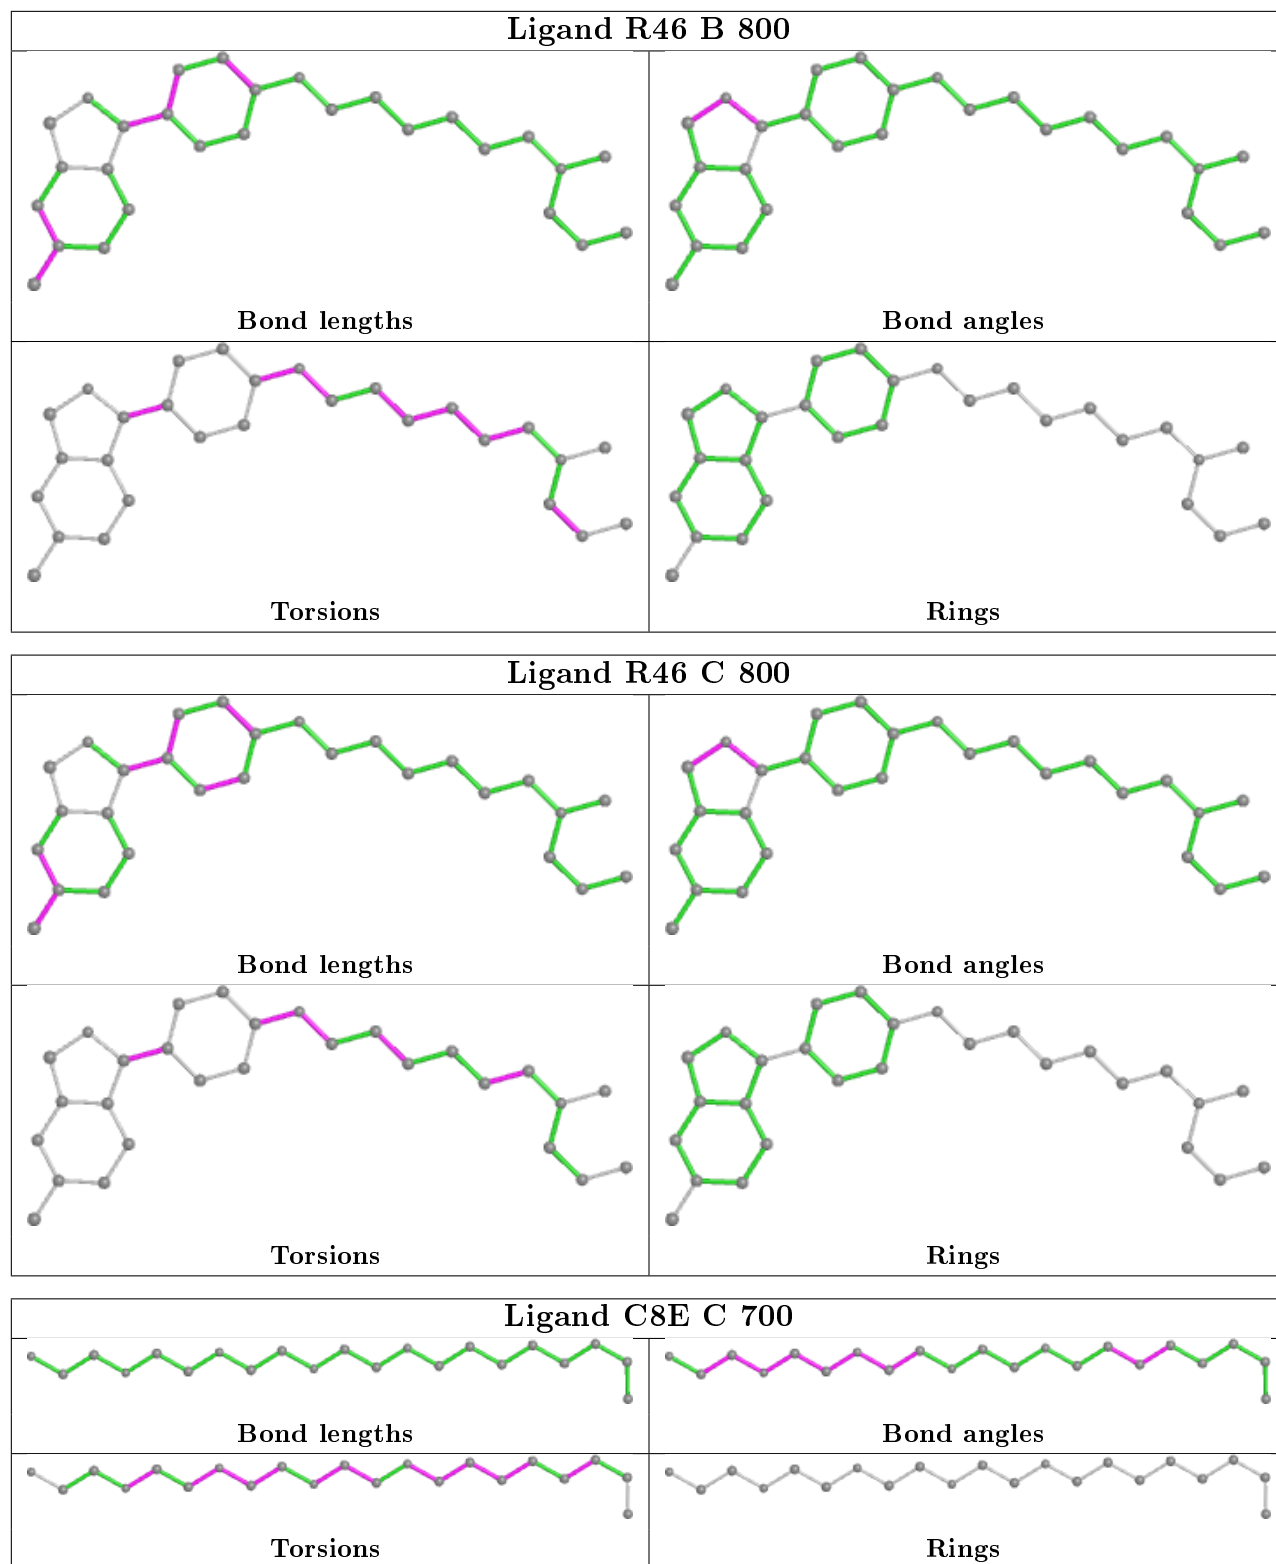 Ligand R46 B 800
Bond lengths
Bond angles
Torsions
Rings
Ligand R46 C 800
Bond lengths
Bond angles
Torsions
Rings
Ligand C8E C 700
Bond lengths
Bond angles
Torsions
Rings